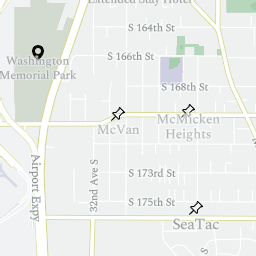 Extended Stay Hotel
S 164th St
S 166th St
Washington
Memorial Park
S 168th St
McVan
McMicken
Heights
Airport Expy
32nd Ave S
S 173rd St
S 175th St
SeaTac